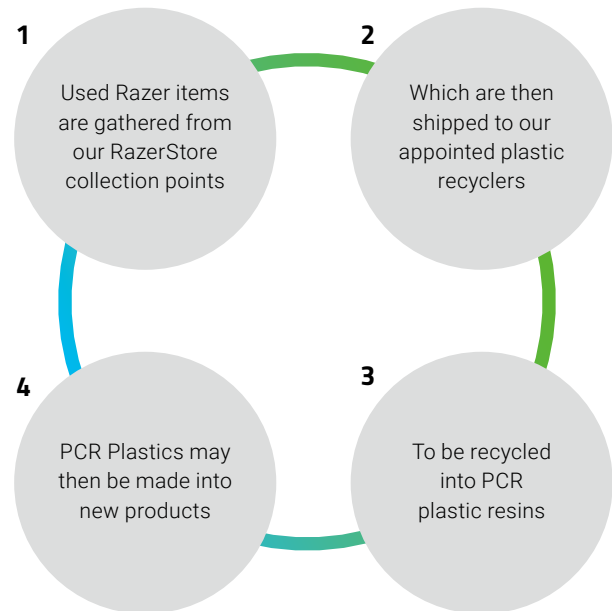 1
Used Razer items
are gathered from
our RazerStore
collection points
2
Which are then
shipped to our
appointed plastic
recyclers
3
To be recycled
into PCR
plastic resins
4
PCR Plastics may
then be made into
new products